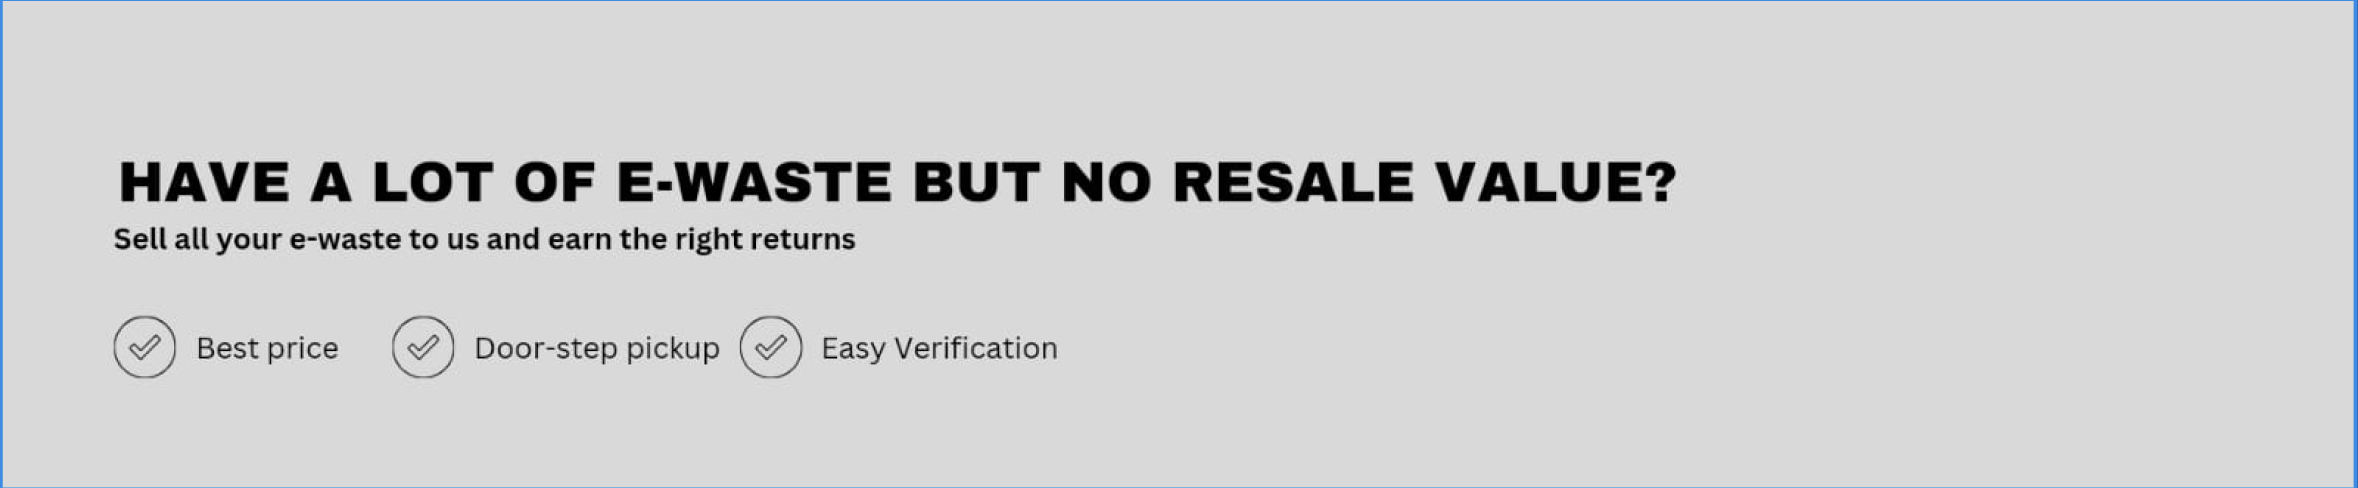 HAVE A LOT OF E-WASTE BUT NO RESALE VALUE?
Sell all your e-waste to us and earn the right returns
Best price Door-step pickup Easy Verification